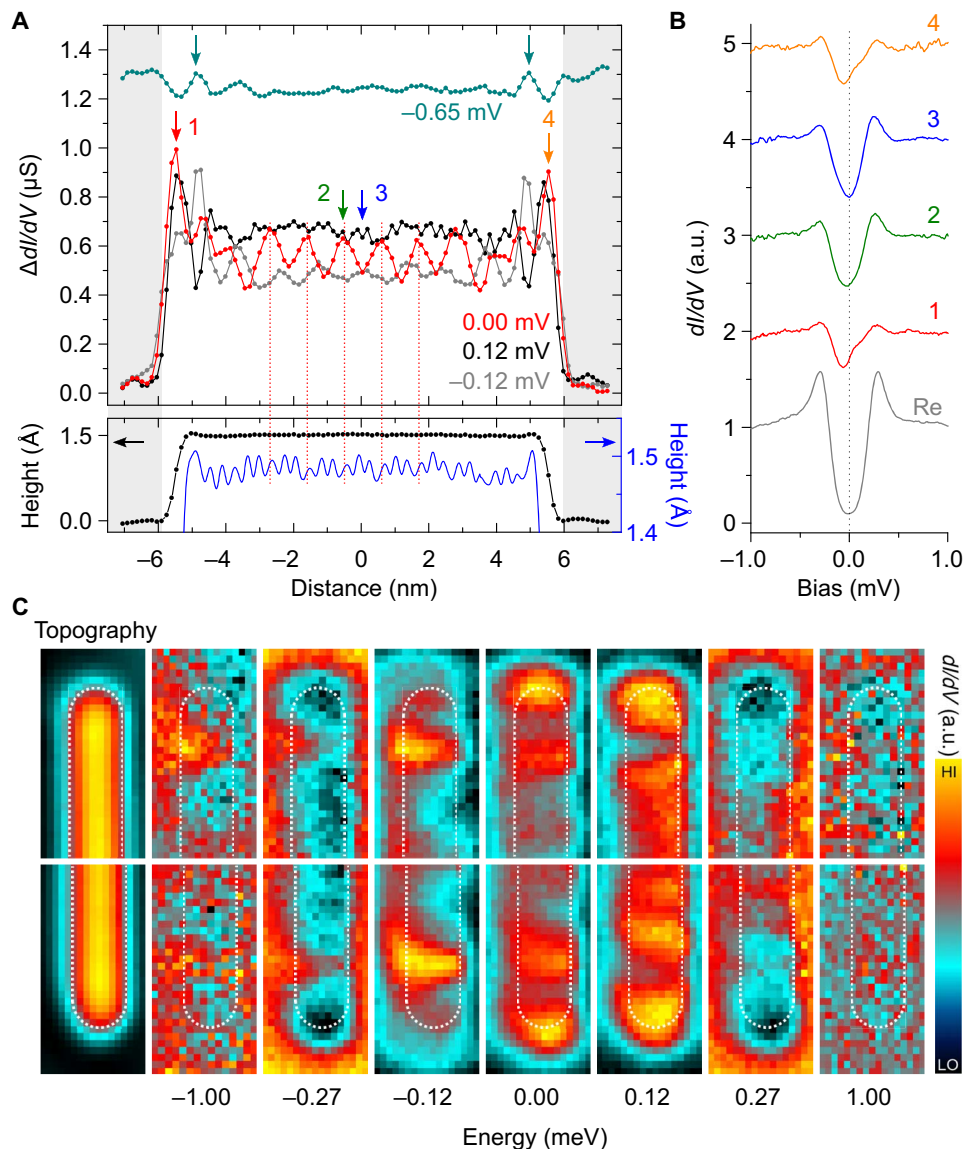 A
B
1.4
1.2
1.0
0.8
0.6
0.4
0.2
0.0
ΔdI/dV (µS)
–0.65 mV
1
4
2
3
0.00 mV
0.12 mV
–0.12 mV
Height (Å)
1.5
0.0
1.5
1.4
Height (Å)
–6
–4
–2
0
2
4
6
Distance (nm)
5
4
3
2
1
0
dI/dV (a.u.)
4
3
2
1
Re
–1.0
0.0
1.0
Bias (mV)
C
Topography
dI/dV (a.u.)
HI
LO
–1.00
–0.27
–0.12
0.00
0.12
0.27
1.00
Energy (meV)